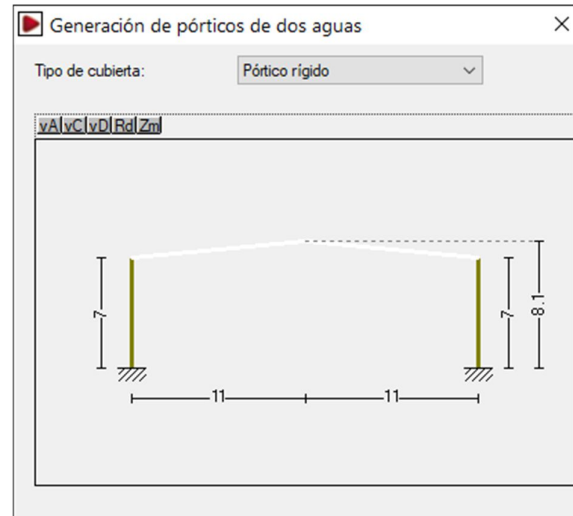 Generación de pórticos de dos aguas
Tipo de cubierta: Pórtico rígido
vA vC vD Rd Zm
7 7 8.1
11 11